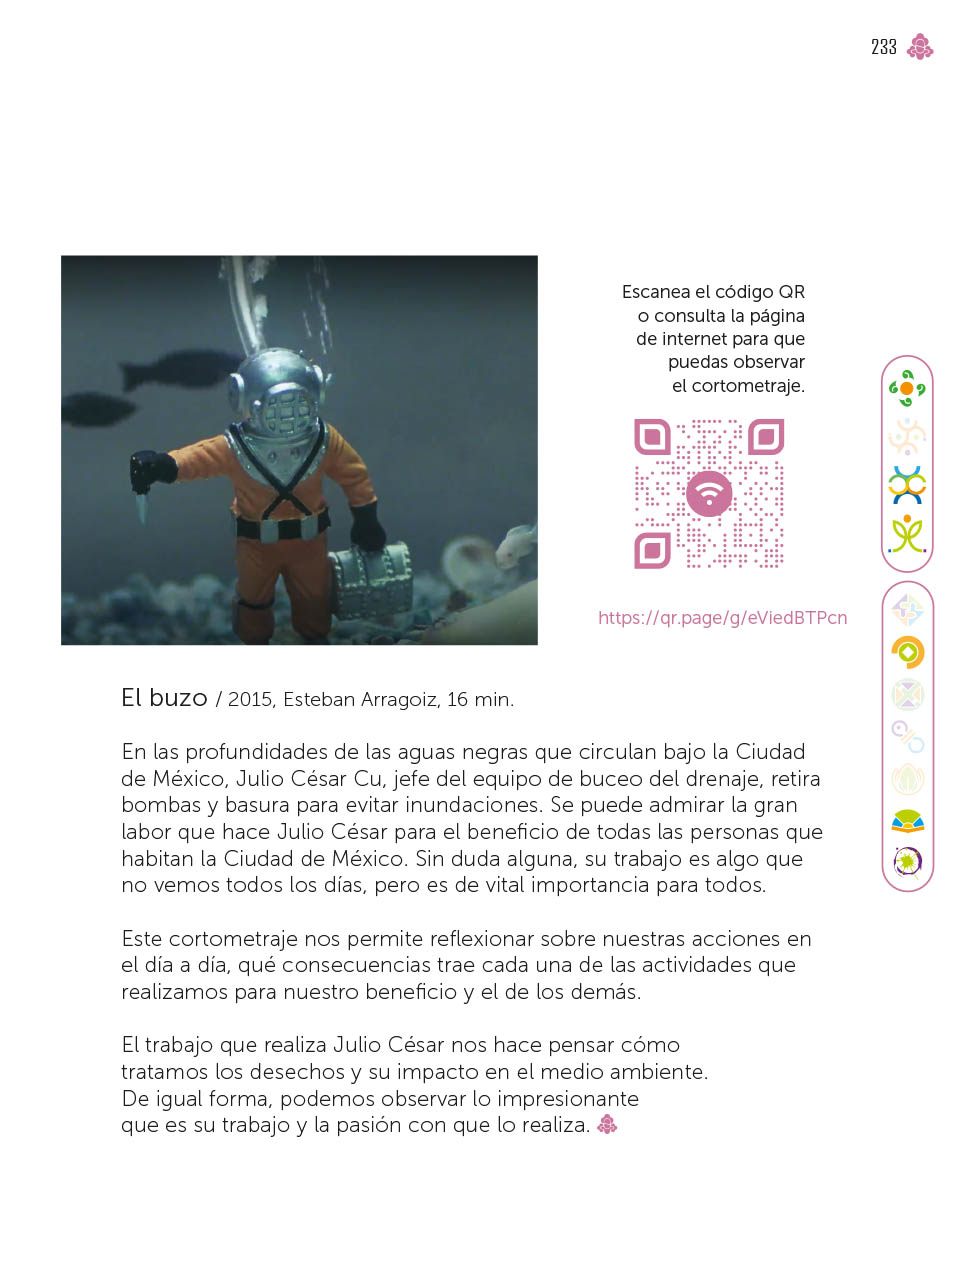 233
Escanea el código QR
o consulta la página
de internet para que
puedas observar
el cortometraje.
https://qr.page/g/eViedBTPcn
El buzo / 2015, Esteban Arragoiz, 16 min.
En las profundidades de las aguas negras que circulan bajo la Ciudad
de México, Julio César Cu, jefe del equipo de buceo del drenaje, retira
bombas y basura para evitar inundaciones. Se puede admirar la gran
labor que hace Julio César para el beneficio de todas las personas que
habitan la Ciudad de México. Sin duda alguna, su trabajo es algo que
no vemos todos los días, pero es de vital importancia para todos.
Este cortometraje nos permite reflexionar sobre nuestras acciones en
el día a día, qué consecuencias trae cada una de las actividades que
realizamos para nuestro beneficio y el de los demás.
El trabajo que realiza Julio César nos hace pensar cómo
tratamos los desechos y su impacto en el medio ambiente.
De igual forma, podemos observar lo impresionante
que es su trabajo y la pasión con que lo realiza.